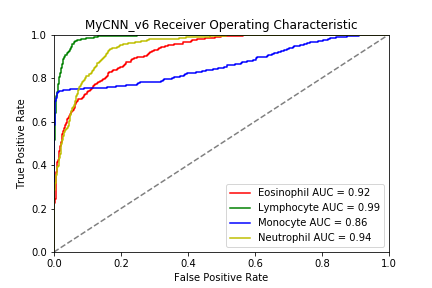 MyCNN_v6 Receiver Operating Characteristic
True Positive Rate
1.0
0.8
0.6
0.4
0.2
0.0
Eosinophil AUC = 0.92
Lymphocyte AUC = 0.99
Monocyte AUC = 0.86
Neutrophil AUC = 0.94
0.0 0.2 0.4 0.6 0.8 1.0
False Positive Rate